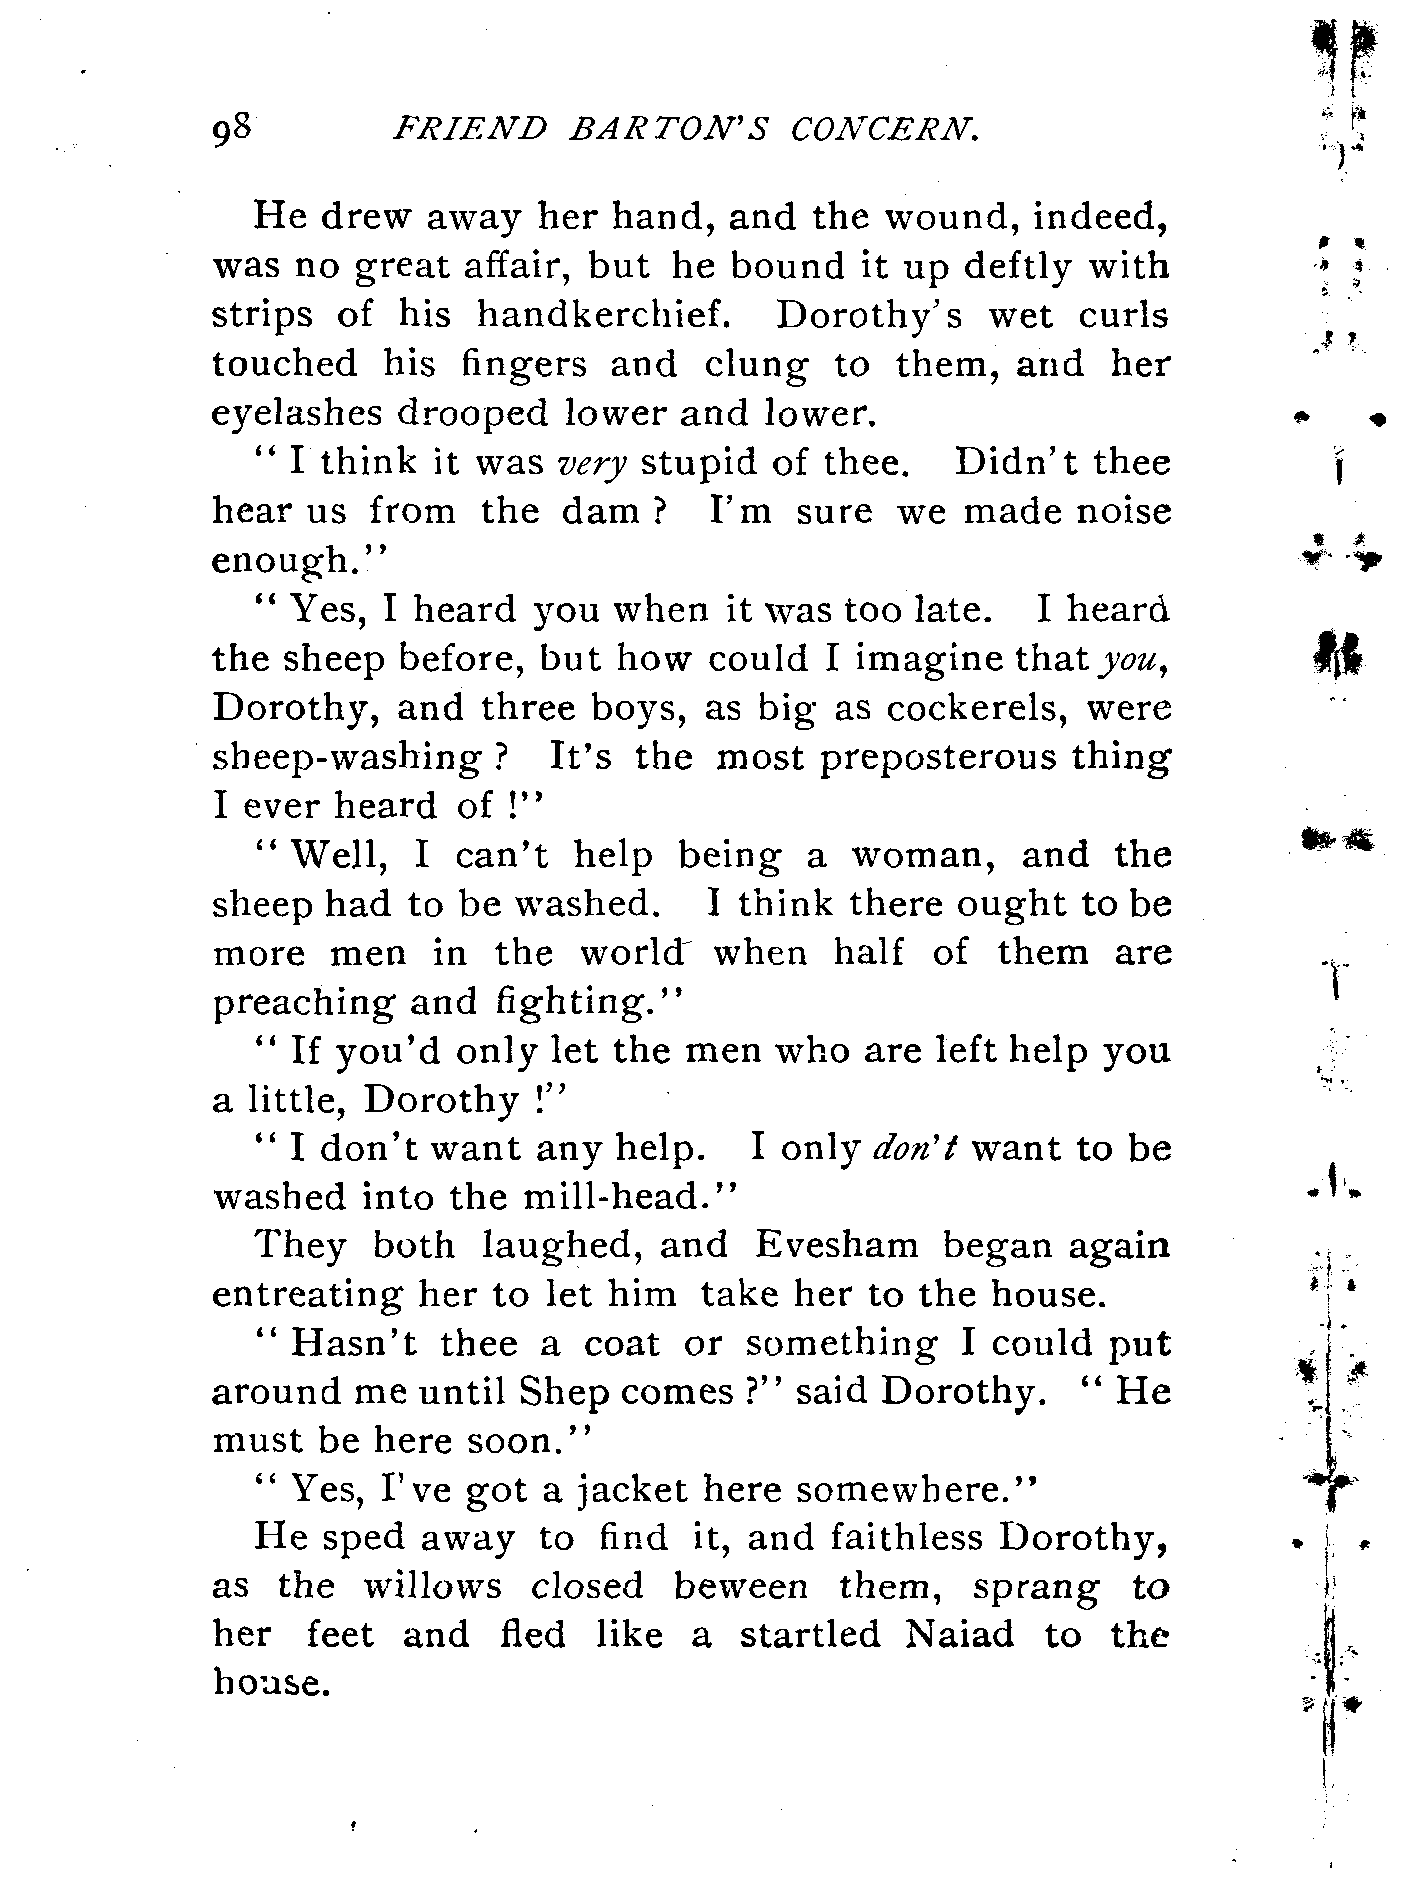 98 FRIEND BARTON'S CONCERN.
He drew away her hand, and the wound, indeed,
was no great affair, but he bound it up deftly with
strips of his handkerchief. Dorothy's wet curls
touched his fingers and clung to them, and her
eyelashes drooped lower and lower.
"I think it was very stupid of thee. Didn't thee
hear us from the dam? I'm sure we made noise
enough."
"Yes, I heard you when it was too late. I heard
the sheep before, but how could I imagine that you,
Dorothy, and three boys, as big as cockerels, were
sheep-washing? It's the most preposterous thing
I ever heard of!"
"Well, I can't help being a woman, and the
sheep had to be washed. I think there ought to be
more men in the world when half of them are
preaching and fighting."
"If you'd only let the men who are left help you
a little, Dorothy!"
"I don't want any help. I only don't want to be
washed into the mill-head."
They both laughed, and Evesham began again
entreating her to let him take her to the house.
"Hasn't thee a coat or something I could put
around me until Shep comes?" said Dorothy. "He
must be here soon."
"Yes, I've got a jacket here somewhere."
He sped away to find it, and faithless Dorothy,
as the willows closed beween them, sprang to
her feet and fled like a startled Naiad to the
house.